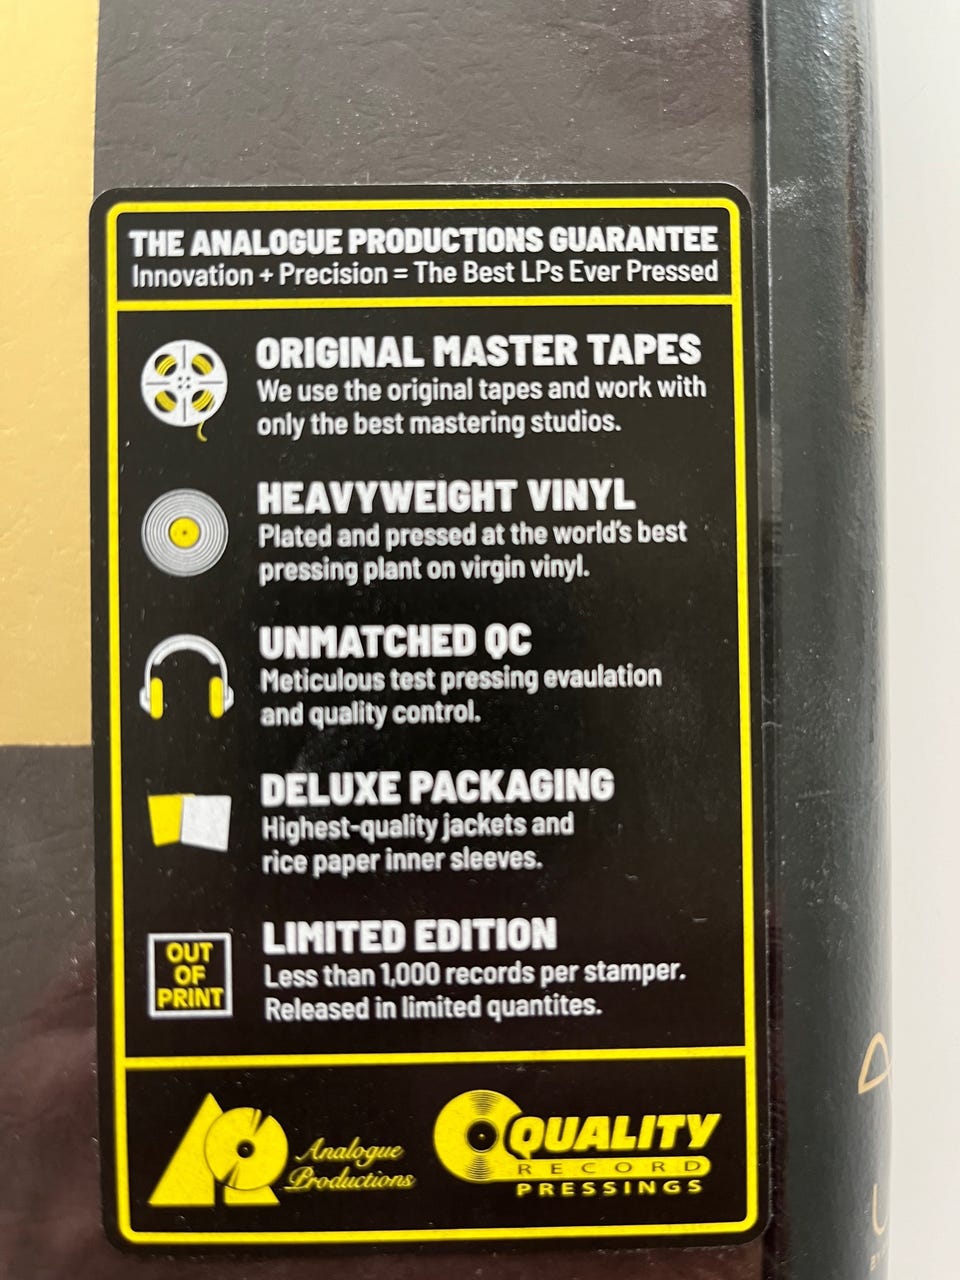 THE ANALOGUE PRODUCTIONS GUARANTEE
Innovation + Precision = The Best LPs Ever Pressed
ORIGINAL MASTER TAPES
We use the original tapes and work with
only the best mastering studios.
HEAVYWEIGHT VINYL
Plated and pressed at the world's best
pressing plant on virgin vinyl.
UNMATCHED QC
Meticulous test pressing evaulation
and quality control.
DELUXE PACKAGING
Highest-quality jackets and
rice paper inner sleeves.
OUT
OF
PRINT
LIMITED EDITION
Less than 1,000 records per stamper.
Released in limited quantites.
Analogue
Productions
QUALITY
RECORD
PRESSINGS